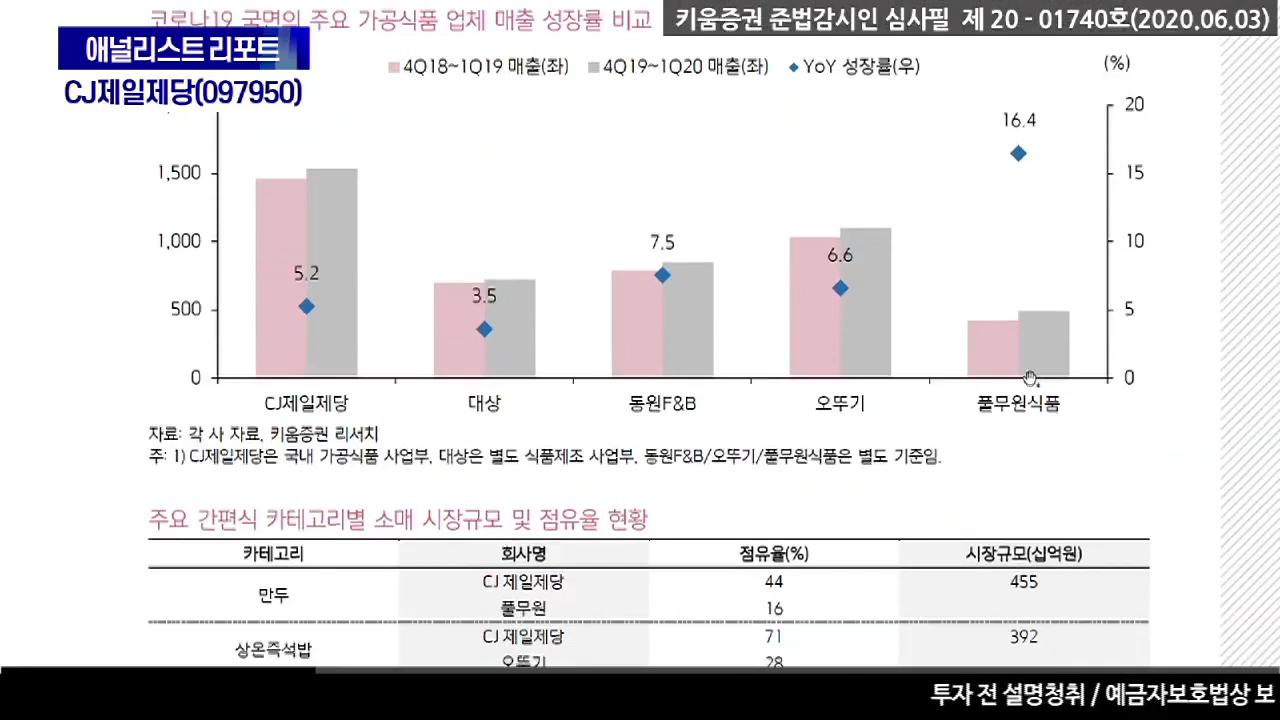 코로나19 국면의 주요 가공식품 업체 매출 성장률 비교
키움증권 준법감시인 심사필 제 20 - 01740호(2020.06.03)
애널리스트 리포트
CJ제일제당(097950)
4Q18~1Q19 매출(좌) 4Q19~1Q20 매출(좌) YoY 성장률(우)
(%)
20
16.4
1,500
15
1,000
10
7.5
6.6
5.2
3.5
500
5
0
0
CJ제일제당 대상 동원F&B 오뚜기 풀무원식품
자료: 각 사 자료, 키움증권 리서치
주: 1) CJ제일제당은 국내 가공식품 사업부, 대상은 별도 식품제조 사업부, 동원F&B/오뚜기/풀무원식품은 별도 기준임.
주요 간편식 카테고리별 소매 시장규모 및 점유율 현황
카테고리 회사명 점유율(%) 시장규모(십억원)
만두 CJ 제일제당 44 455
풀무원 16
상온즉석밥 CJ 제일제당 71 392
오뚜기 28
투자 전 설명청취 / 예금자보호법상 보